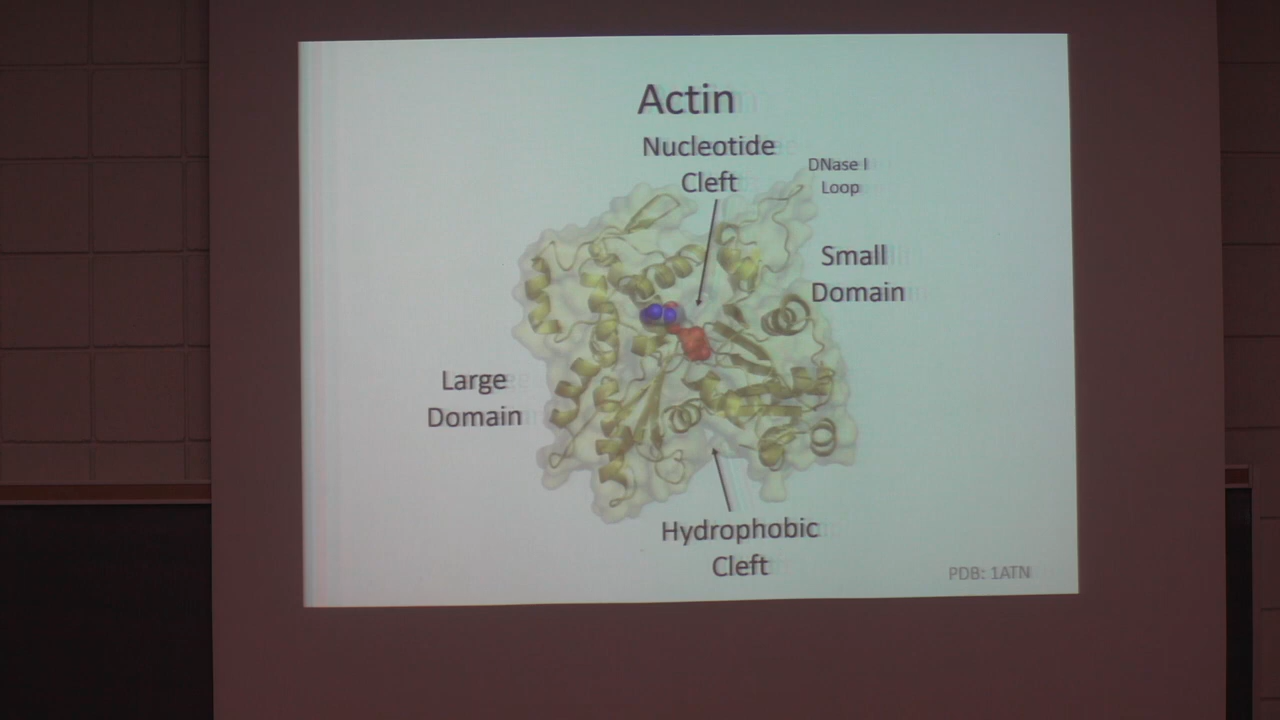 Actin
Nucleotide
Cleft
DNase I
Loop
Small
Domain
Large
Domain
Hydrophobic
Cleft
PDB: 1ATN